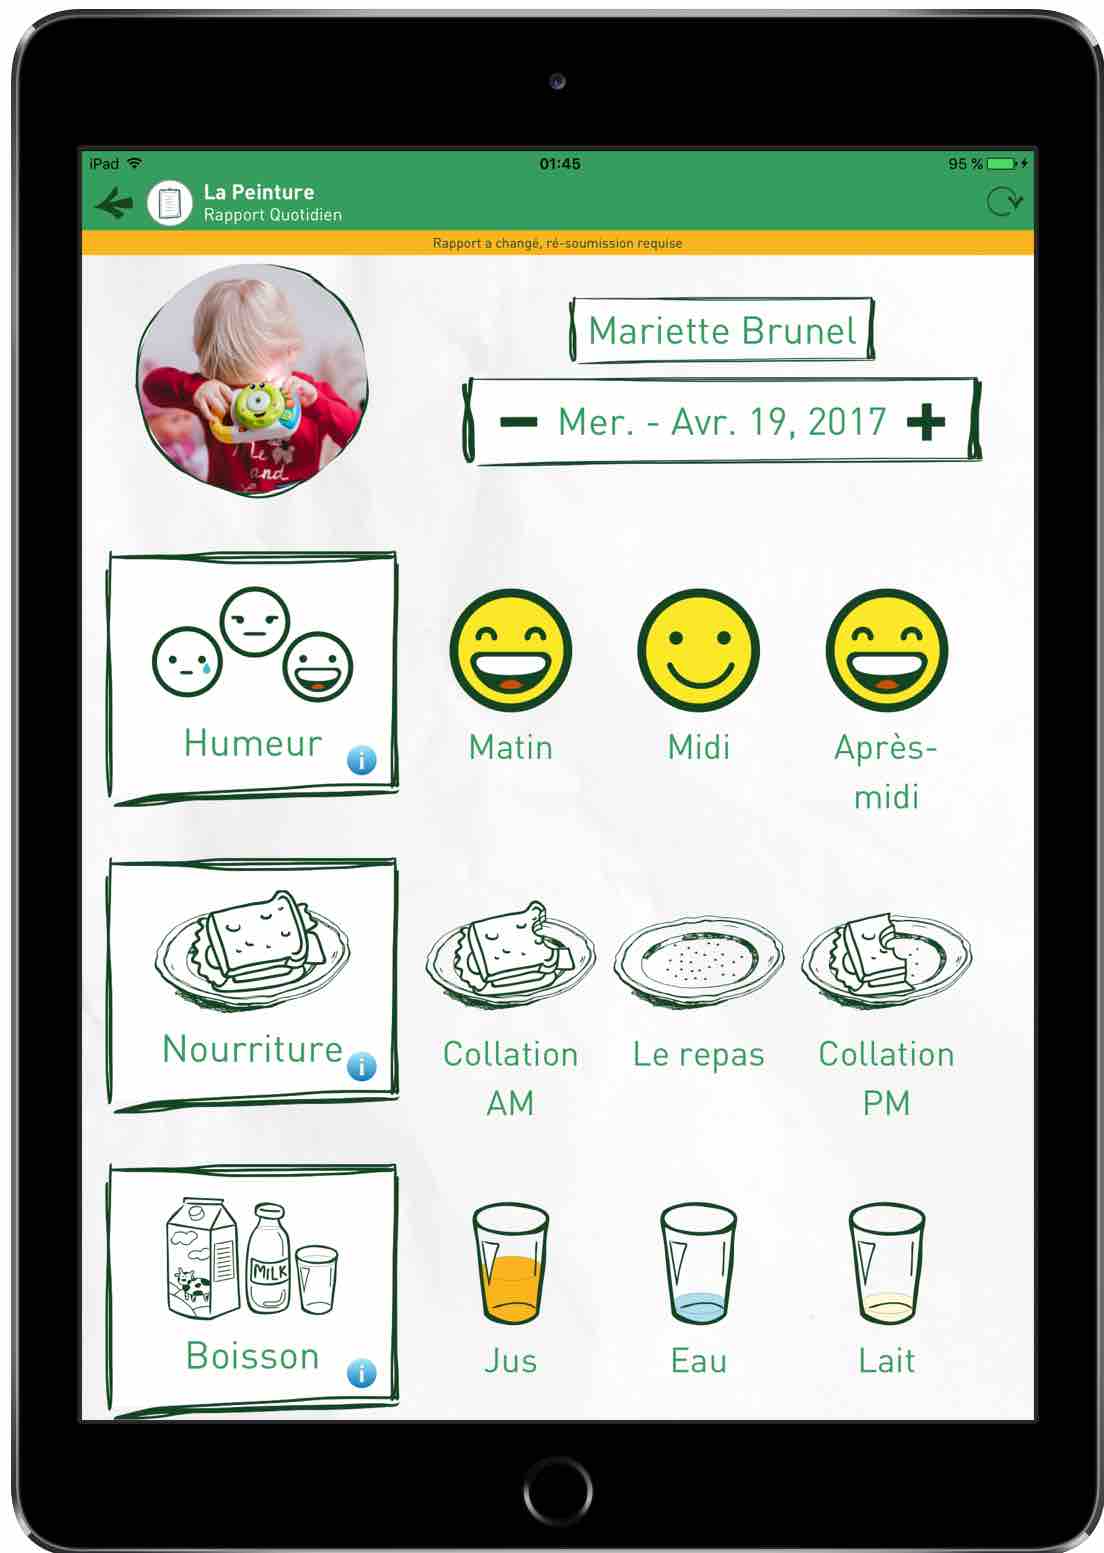 iPad
01:45
95 %
La Peinture
Rapport Quotidien
Rapport a changé, ré-soumission requise
Mariette Brunel
Mer. - Avr. 19, 2017
Humeur
Matin
Midi
Après-
midi
Nourriture
Collation
AM
Le repas
Collation
PM
MILK
Boisson
Jus
Eau
Lait